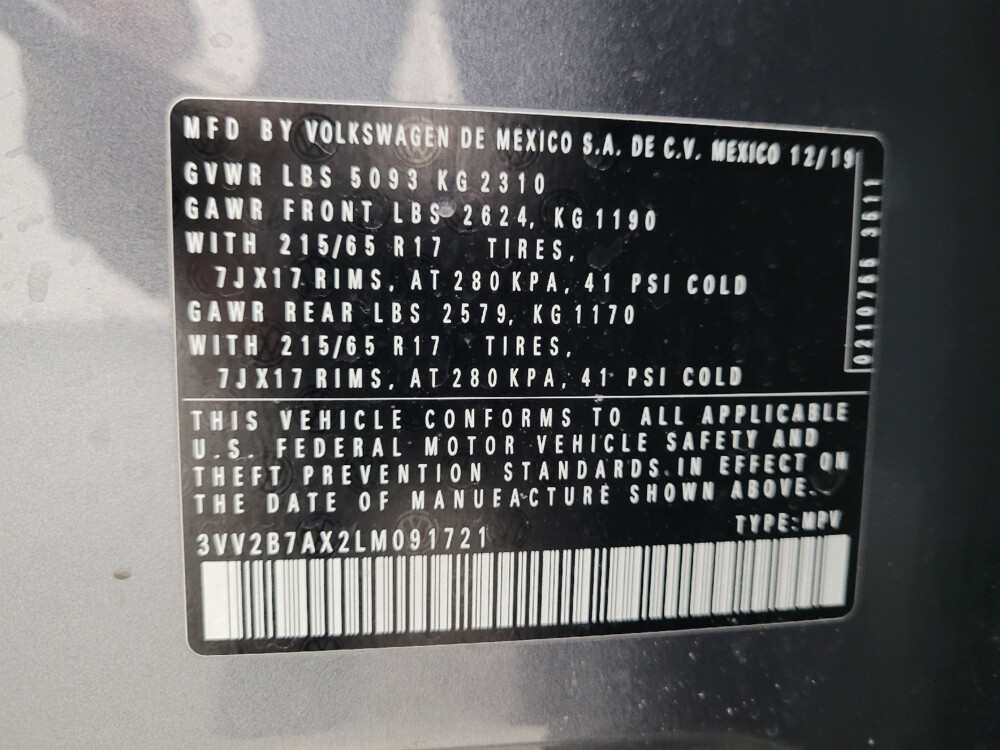 MFD BY VOLKSWAGEN DE MEXICO S.A. DE C.V. MEXICO 12/19
GVWR LBS 5093 KG 2310
GAWR FRONT LBS 2624, KG 1190
WITH 215/65 R17 TIRES,
7JX17 RIMS, AT 280 KPA, 41 PSI COLD
GAWR REAR LBS 2579, KG 1170
WITH 215/65 R17 TIRES,
7JX17 RIMS, AT 280 KPA, 41 PSI COLD
0210766 3611
THIS VEHICLE CONFORMS TO ALL APPLICABLE
U.S. FEDERAL MOTOR VEHICLE SAFETY AND
THEFT PREVENTION STANDARDS IN EFFECT ON
THE DATE OF MANUFACTURE SHOWN ABOVE.
TYPE:MPV
3VV2B7AX2LM091721